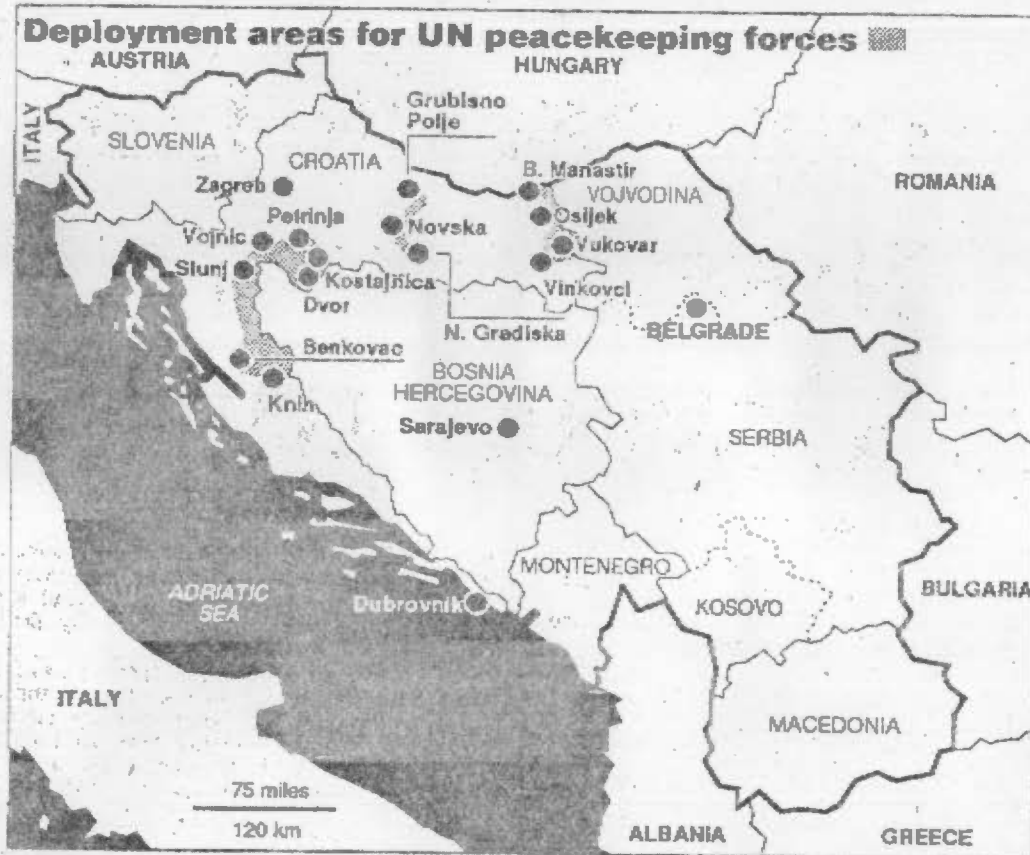 Deployment areas for UN peacekeeping forces
AUSTRIA
HUNGARY
Grubisno
Polje
ITALY
SLOVENIA
CROATIA
B. Manastir
VOJVODINA
ROMANIA
Zagreb
Petrinja
Osijek
Novska
Vojnic
Vukovar
Slunj
Kostajnica
Vinkovci
Dvor
N. Gradiska
BELGRADE
Benkovac
BOSNIA
HERCEGOVINA
Knin
Sarajevo
SERBIA
MONTENEGRO
ADRIATIC
SEA
Dubrovnik
KOSOVO
BULGARIA
ITALY
MACEDONIA
75 miles
120 km
ALBANIA
GREECE